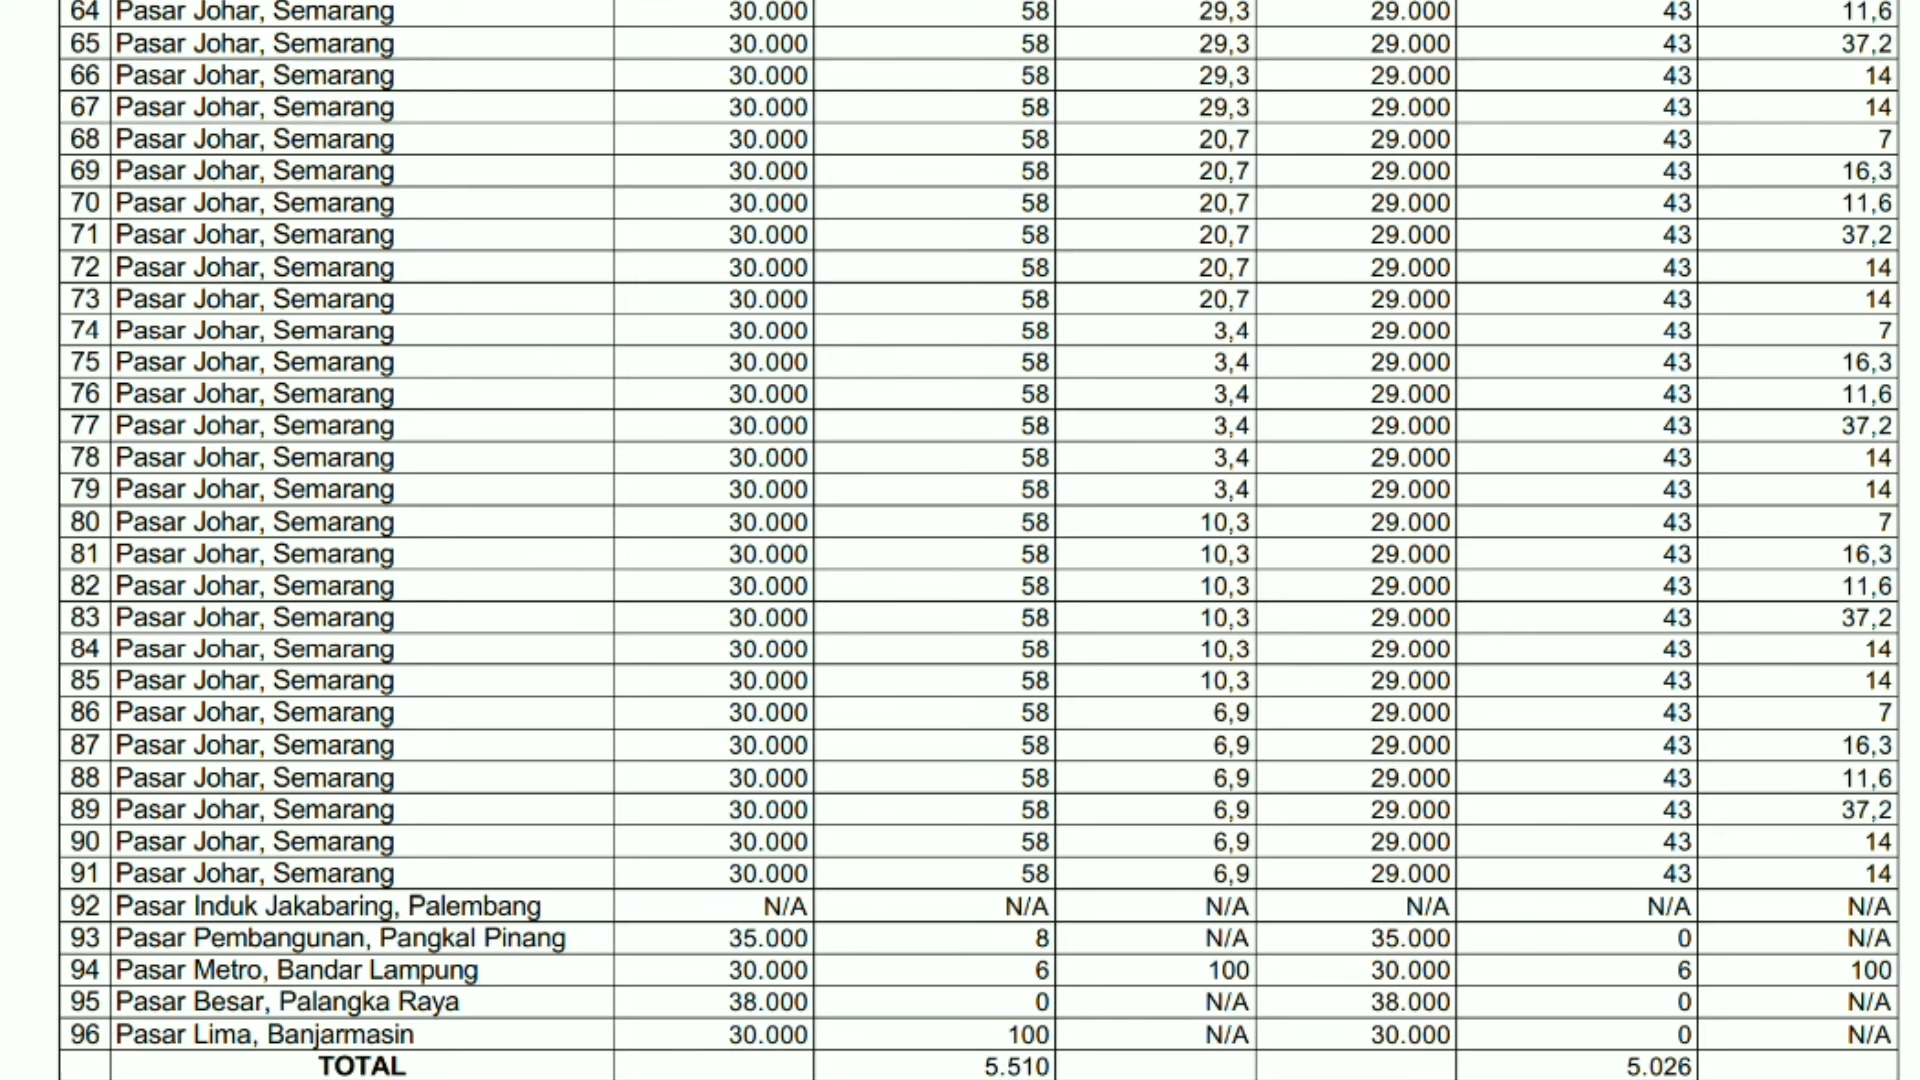 64 Pasar Johar, Semarang 30.000 58 29,3 29.000 43 11,6
65 Pasar Johar, Semarang 30.000 58 29,3 29.000 43 37,2
66 Pasar Johar, Semarang 30.000 58 29,3 29.000 43 14
67 Pasar Johar, Semarang 30.000 58 29,3 29.000 43 14
68 Pasar Johar, Semarang 30.000 58 20,7 29.000 43 7
69 Pasar Johar, Semarang 30.000 58 20,7 29.000 43 16,3
70 Pasar Johar, Semarang 30.000 58 20,7 29.000 43 11,6
71 Pasar Johar, Semarang 30.000 58 20,7 29.000 43 37,2
72 Pasar Johar, Semarang 30.000 58 20,7 29.000 43 14
73 Pasar Johar, Semarang 30.000 58 20,7 29.000 43 14
74 Pasar Johar, Semarang 30.000 58 3,4 29.000 43 7
75 Pasar Johar, Semarang 30.000 58 3,4 29.000 43 16,3
76 Pasar Johar, Semarang 30.000 58 3,4 29.000 43 11,6
77 Pasar Johar, Semarang 30.000 58 3,4 29.000 43 37,2
78 Pasar Johar, Semarang 30.000 58 3,4 29.000 43 14
79 Pasar Johar, Semarang 30.000 58 3,4 29.000 43 14
80 Pasar Johar, Semarang 30.000 58 10,3 29.000 43 7
81 Pasar Johar, Semarang 30.000 58 10,3 29.000 43 16,3
82 Pasar Johar, Semarang 30.000 58 10,3 29.000 43 11,6
83 Pasar Johar, Semarang 30.000 58 10,3 29.000 43 37,2
84 Pasar Johar, Semarang 30.000 58 10,3 29.000 43 14
85 Pasar Johar, Semarang 30.000 58 10,3 29.000 43 14
86 Pasar Johar, Semarang 30.000 58 6,9 29.000 43 7
87 Pasar Johar, Semarang 30.000 58 6,9 29.000 43 16,3
88 Pasar Johar, Semarang 30.000 58 6,9 29.000 43 11,6
89 Pasar Johar, Semarang 30.000 58 6,9 29.000 43 37,2
90 Pasar Johar, Semarang 30.000 58 6,9 29.000 43 14
91 Pasar Johar, Semarang 30.000 58 6,9 29.000 43 14
92 Pasar Induk Jakabaring, Palembang N/A N/A N/A N/A N/A N/A
93 Pasar Pembangunan, Pangkal Pinang 35.000 8 N/A 35.000 0 N/A
94 Pasar Metro, Bandar Lampung 30.000 6 100 30.000 6 100
95 Pasar Besar, Palangka Raya 38.000 0 N/A 38.000 0 N/A
96 Pasar Lima, Banjarmasin 30.000 100 N/A 30.000 0 N/A
TOTAL 5.510 5.026